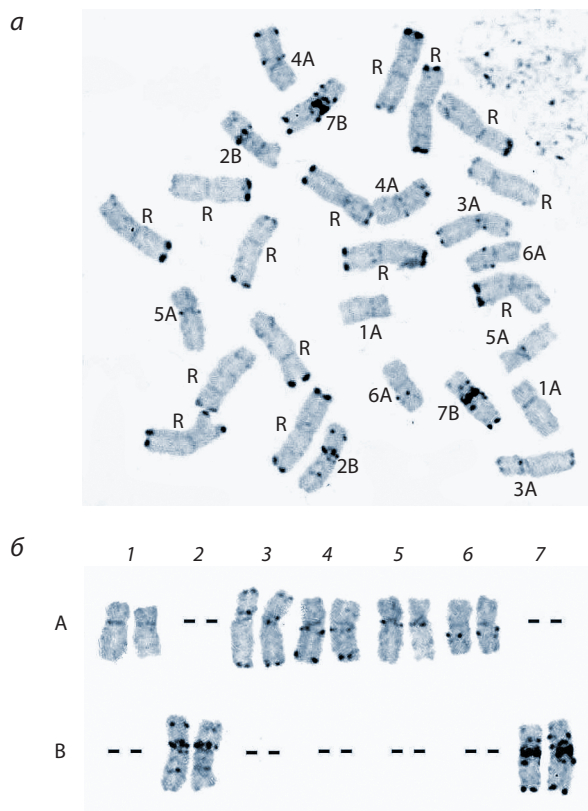 а
4A
R
R
7B
2B
R
R
4A
R
R
3A
R
R
6A
R
R
R
5A
1A
5A
R
R
6A
7B
1A
R
R
2B
3A
б
1 2 3 4 5 6 7
A – – – –
B – – – – – – – – – –